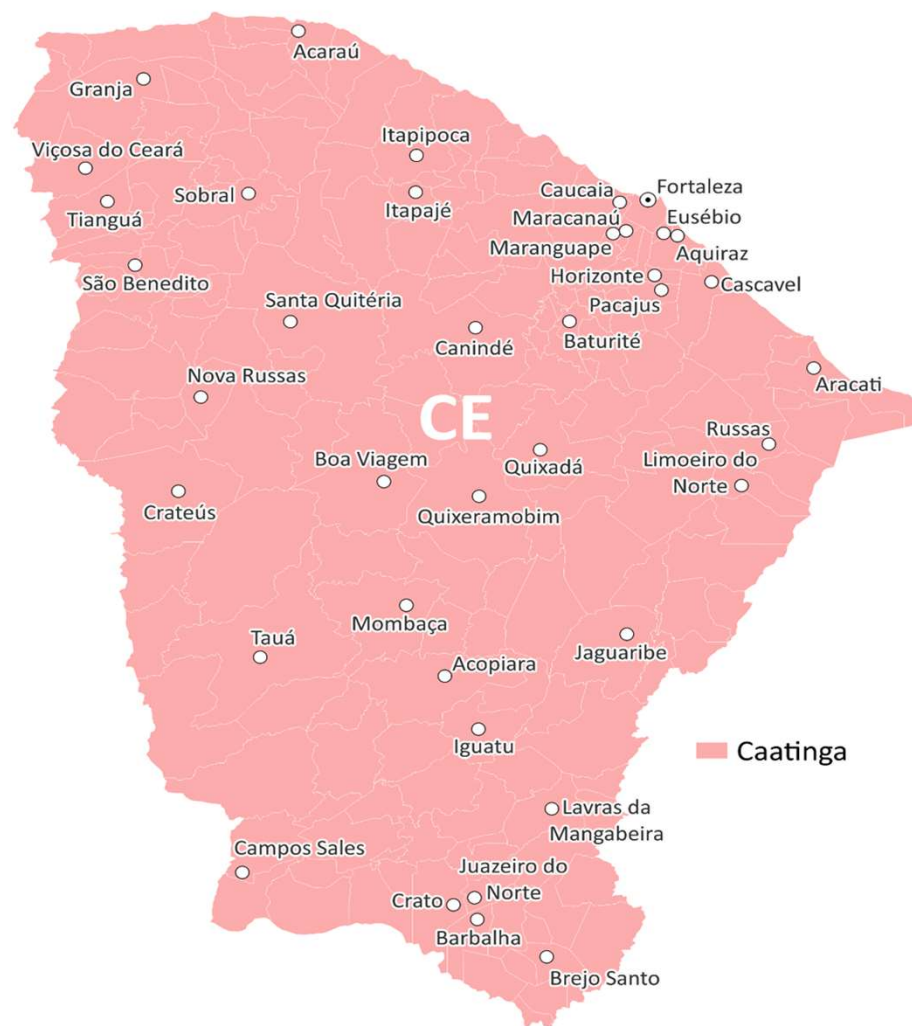 Acaraú
Granja
Itapipoca
Viçosa do Ceará
Sobral
Itapajé
Caucaia
Fortaleza
Tianguá
Maracanaú
Eusébio
Maranguape
Aquiraz
São Benedito
Horizonte
Cascavel
Santa Quitéria
Pacajus
Canindé
Baturité
Nova Russas
Aracati
CE
Russas
Boa Viagem
Quixadá
Limoeiro do
Norte
Crateús
Quixeramobim
Mombaça
Tauá
Jaguaribe
Acopiara
Iguatu
Caatinga
Lavras da
Mangabeira
Campos Sales
Juazeiro do
Norte
Crato
Barbalha
Brejo Santo